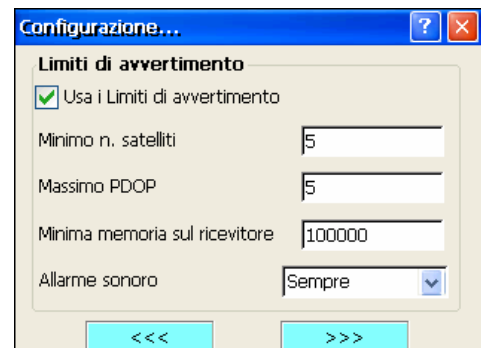 Configurazione... ?
Limiti di avvertimento
Usa i Limiti di avvertimento
Minimo n. satelliti 5
Massimo PDOP 5
Minima memoria sul ricevitore 100000
Allarme sonoro Sempre
<<< >>>